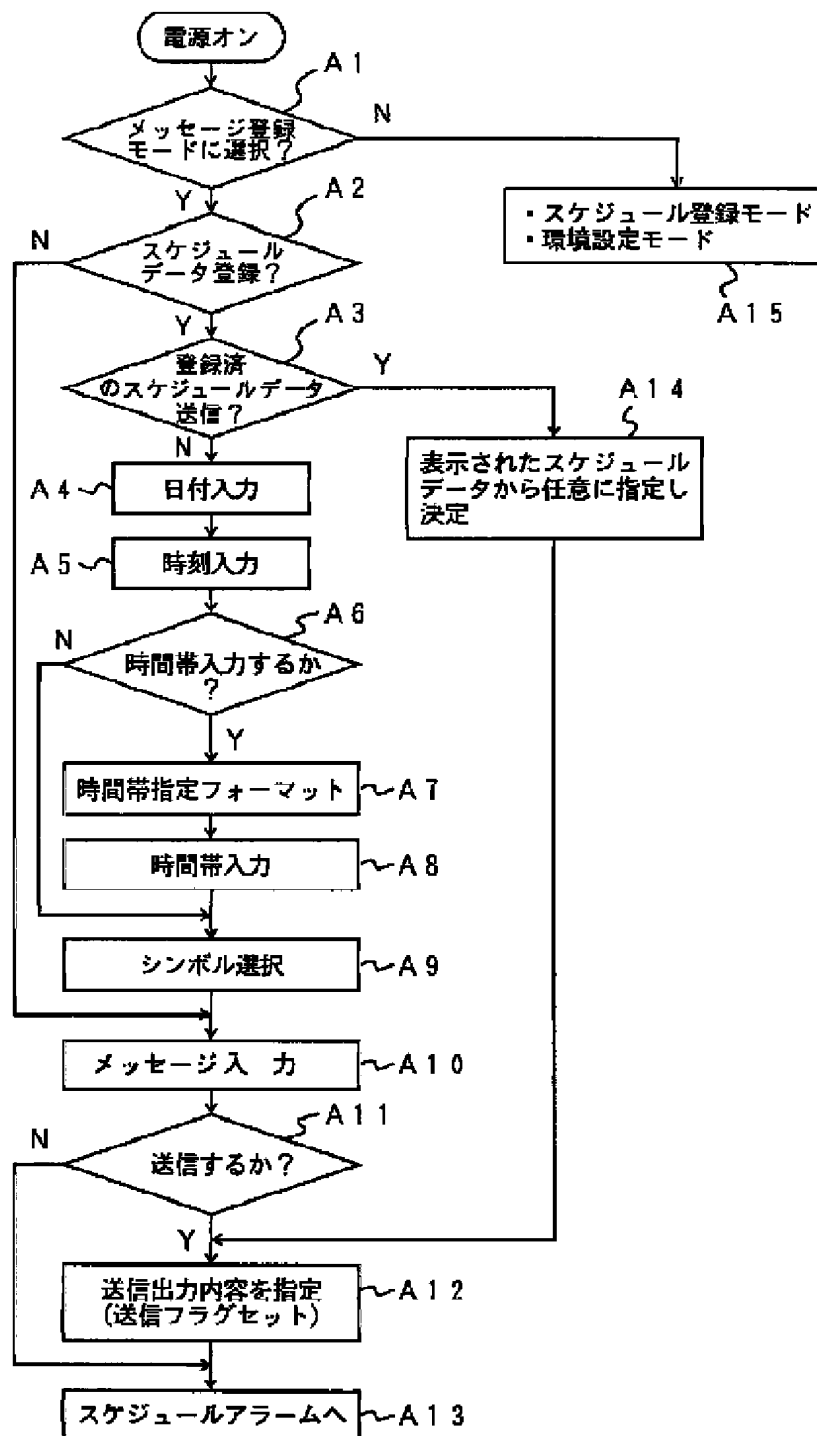 電源オン
A1
メッセージ登録
モードに選択？
N
Y
A2
・スケジュール登録モード
・環境設定モード
A15
N
スケジュール
データ登録？
Y
A3
登録済
のスケジュールデータ
送信？
Y
N
A14
表示されたスケジュール
データから任意に指定し
決定
A4
日付入力
A5
時刻入力
A6
N
時間帯入力するか
？
Y
時間帯指定フォーマット
A7
時間帯入力
A8
シンボル選択
A9
メッセージ入 力
A10
A11
N
送信するか？
Y
送信出力内容を指定
(送信フラグセット)
A12
スケジュールアラームへ
A13